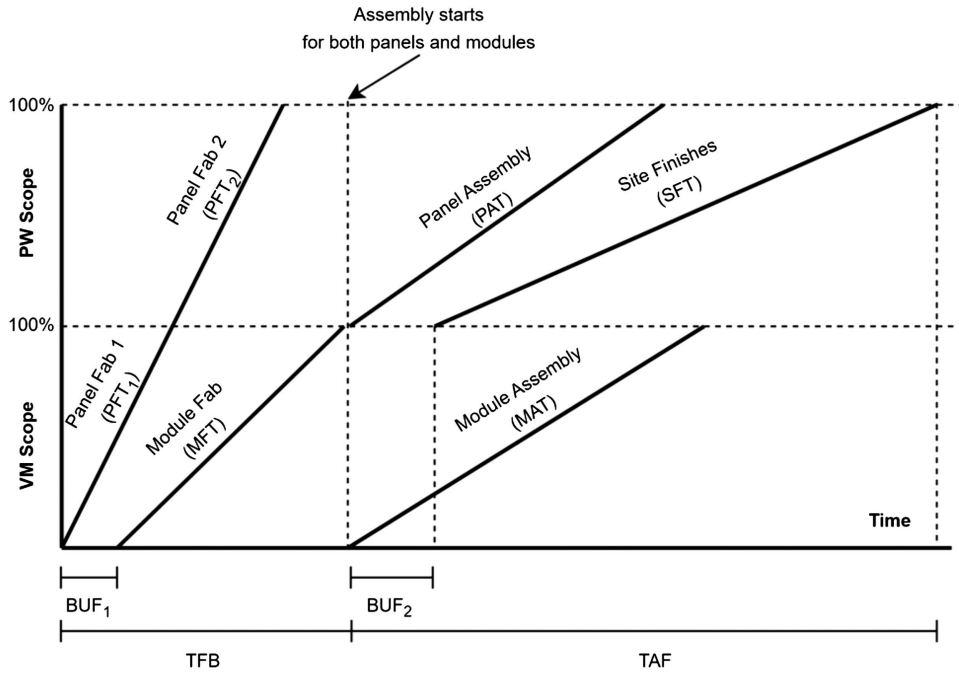 Assembly starts
for both panels and modules
100%
PW Scope
Panel Fab 2
(PFT2)
Panel Assembly
(PAT)
Site Finishes
(SFT)
100%
VM Scope
Panel Fab 1
(PFT1)
Module Fab
(MFT)
Module Assembly
(MAT)
Time
BUF1
BUF2
TFB
TAF